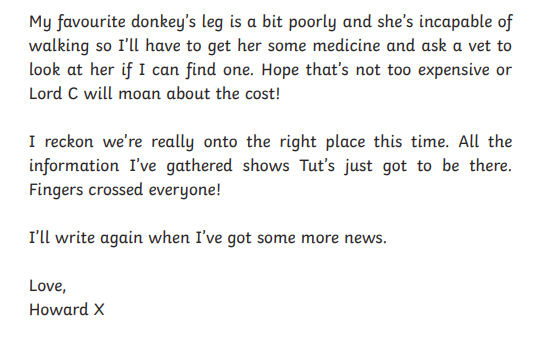 My favourite donkey's leg is a bit poorly and she's incapable of
walking so I'll have to get her some medicine and ask a vet to
look at her if I can find one. Hope that's not too expensive or
Lord C will moan about the cost!
I reckon we're really onto the right place this time. All the
information I've gathered shows Tut's just got to be there.
Fingers crossed everyone!
I'll write again when I've got some more news.
Love,
Howard X